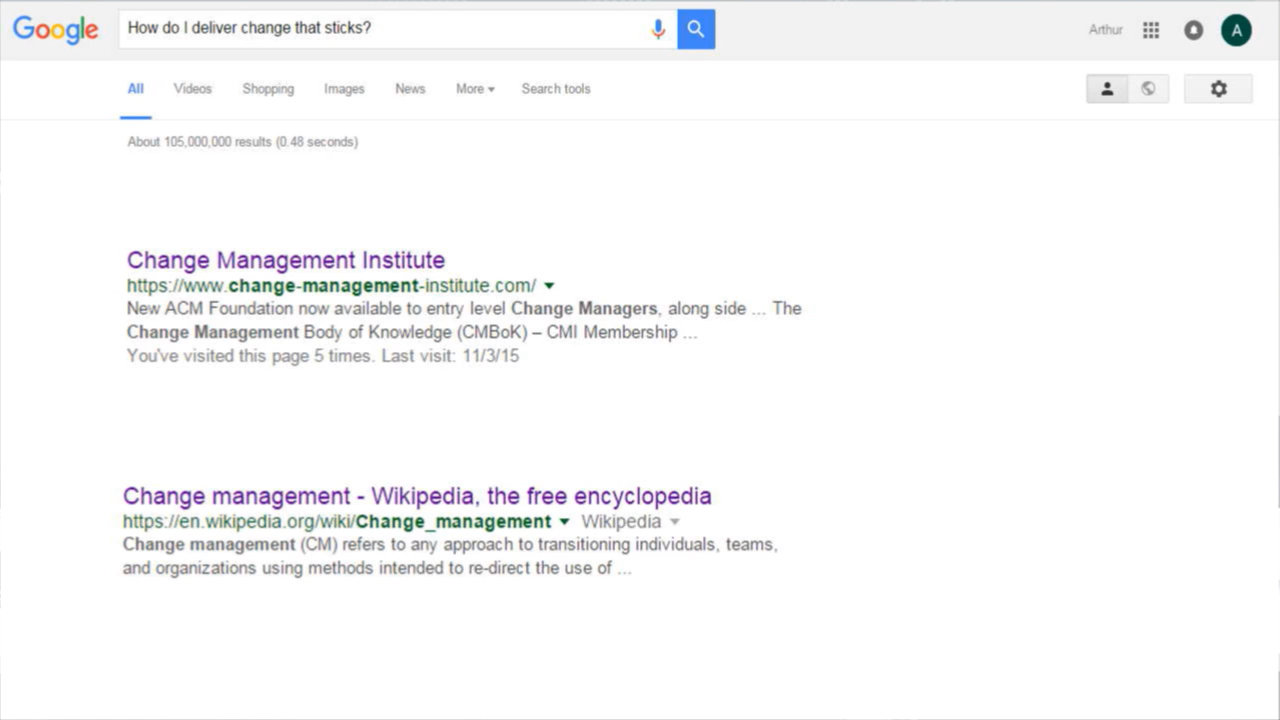 Google How do I deliver change that sticks? Arthur A
All Videos Shopping Images News More Search tools
About 105,000,000 results (0.48 seconds)
Change Management Institute
https://www.change-management-institute.com/
New ACM Foundation now available to entry level Change Managers, along side ... The
Change Management Body of Knowledge (CMBoK) – CMI Membership ...
You've visited this page 5 times. Last visit: 11/3/15
Change management - Wikipedia, the free encyclopedia
https://en.wikipedia.org/wiki/Change_management Wikipedia
Change management (CM) refers to any approach to transitioning individuals, teams,
and organizations using methods intended to re-direct the use of ...